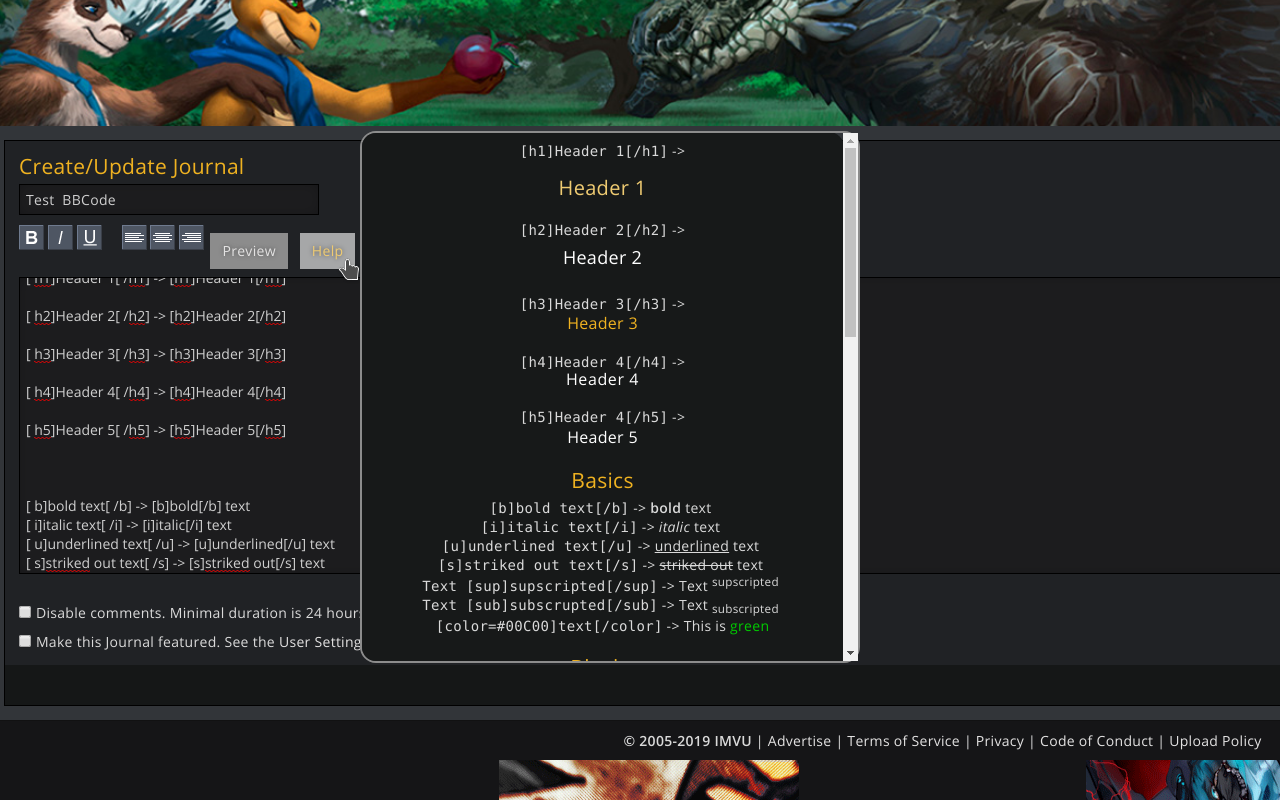 Create/Update Journal
Test BBCode
B I U
Preview
Help
[ h1]Header 1[ /h1] -> [h1]Header 1[/h1]
[ h2]Header 2[ /h2] -> [h2]Header 2[/h2]
[ h3]Header 3[ /h3] -> [h3]Header 3[/h3]
[ h4]Header 4[ /h4] -> [h4]Header 4[/h4]
[ h5]Header 5[ /h5] -> [h5]Header 5[/h5]
[ b]bold text[ /b] -> [b]bold[/b] text
[ i]italic text[ /i] -> [i]italic[/i] text
[ u]underlined text[ /u] -> [u]underlined[/u] text
[ s]striked out text[ /s] -> [s]striked out[/s] text
Disable comments. Minimal duration is 24 hour
Make this Journal featured. See the User Setting
[h1]Header 1[/h1] ->
Header 1
[h2]Header 2[/h2] ->
Header 2
[h3]Header 3[/h3] ->
Header 3
[h4]Header 4[/h4] ->
Header 4
[h5]Header 4[/h5] ->
Header 5
Basics
[b]bold text[/b] -> bold text
[i]italic text[/i] -> italic text
[u]underlined text[/u] -> underlined text
[s]striked out text[/s] -> striked out text
Text [sup]supscripted[/sup] -> Text supscripted
Text [sub]subscrupted[/sub] -> Text subscripted
[color=#00C00]text[/color] -> This is green
© 2005-2019 IMVU | Advertise | Terms of Service | Privacy | Code of Conduct | Upload Policy